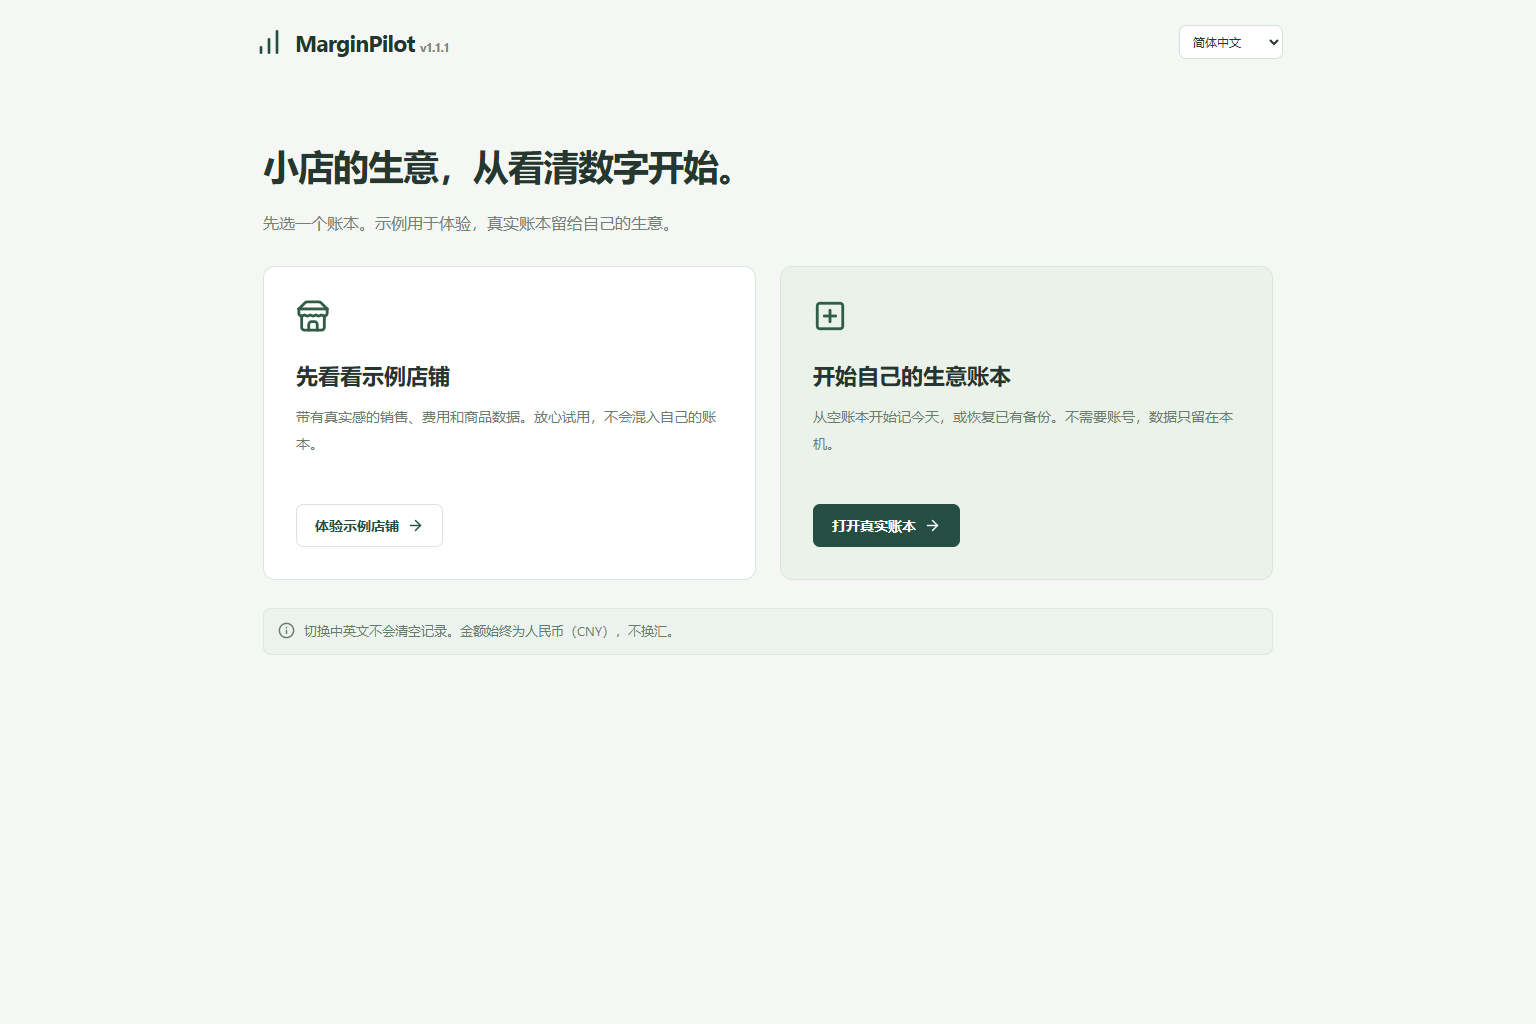 MarginPilot v1.1.1
简体中文
小店的生意，从看清数字开始。
先选一个账本。示例用于体验，真实账本留给自己的生意。
先看看示例店铺
带有真实感的销售、费用和商品数据。放心试用，不会混入自己的账
本。
体验示例店铺
开始自己的生意账本
从空账本开始记今天，或恢复已有备份。不需要账号，数据只留在本
机。
打开真实账本
切换中英文不会清空记录。金额始终为人民币（CNY），不换汇。